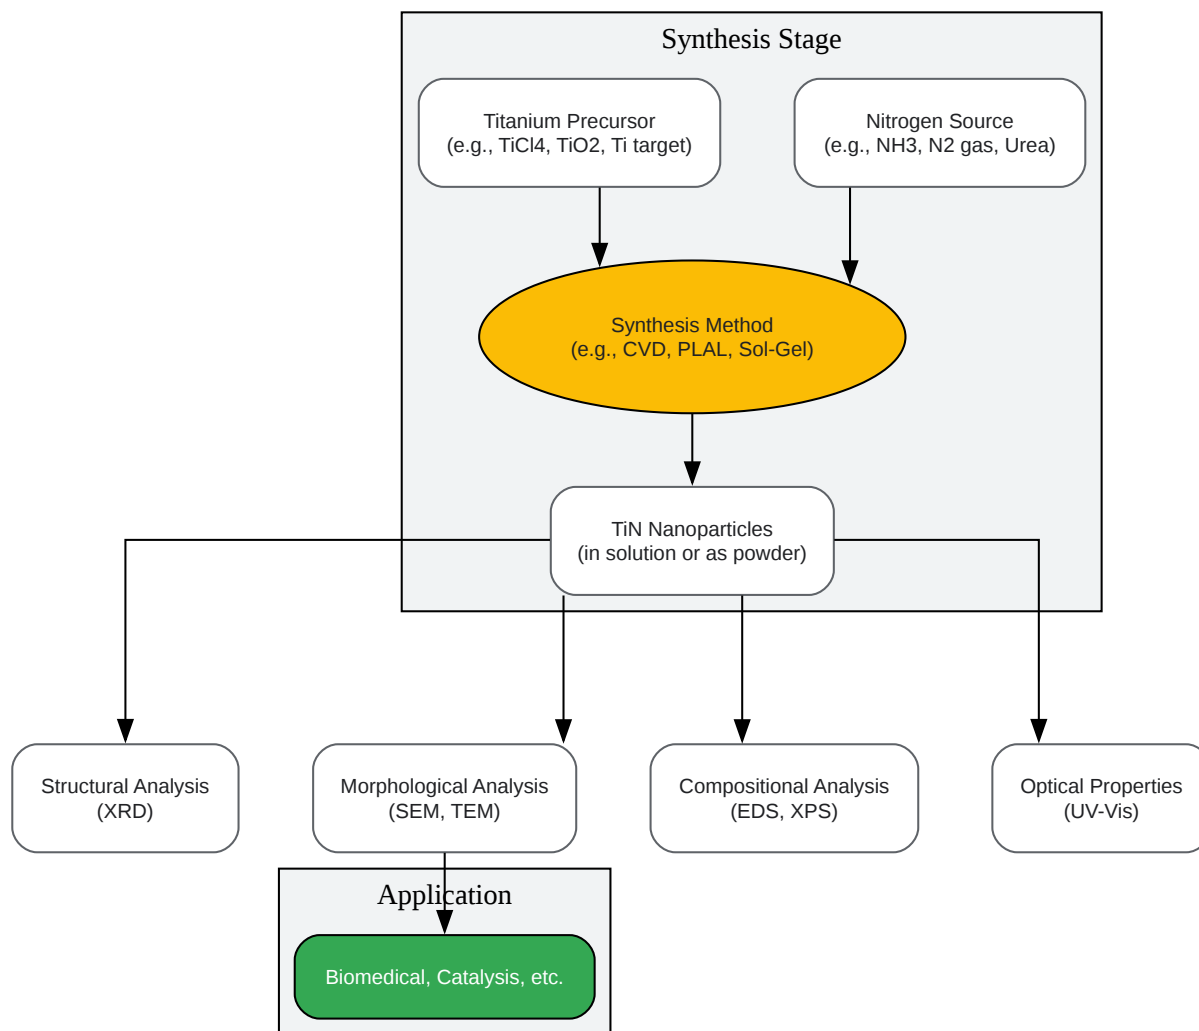 Synthesis Stage
Titanium Precursor
(e.g., TiCl4, TiO2, Ti target)
Nitrogen Source
(e.g., NH3, N2 gas, Urea)
Synthesis Method
(e.g., CVD, PLAL, Sol-Gel)
TiN Nanoparticles
(in solution or as powder)
Structural Analysis
(XRD)
Morphological Analysis
(SEM, TEM)
Compositional Analysis
(EDS, XPS)
Optical Properties
(UV-Vis)
Application
Biomedical, Catalysis, etc.